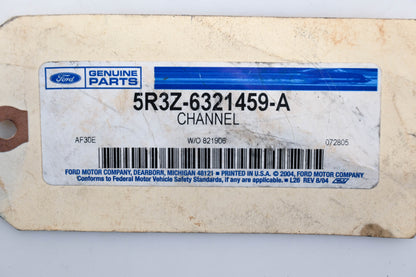 Ford
GENUINE
PARTS
5R3Z-6321459-A
CHANNEL
AF30E W/O 821906 072805
FORD MOTOR COMPANY, DEARBORN, MICHIGAN 48121 ■ PRINTED IN U.S.A. © 2004, FORD MOTOR COMPANY
Conforms to Federal Motor Vehicle Safety Standards, if any are applicable. ■ L26 REV 8/04